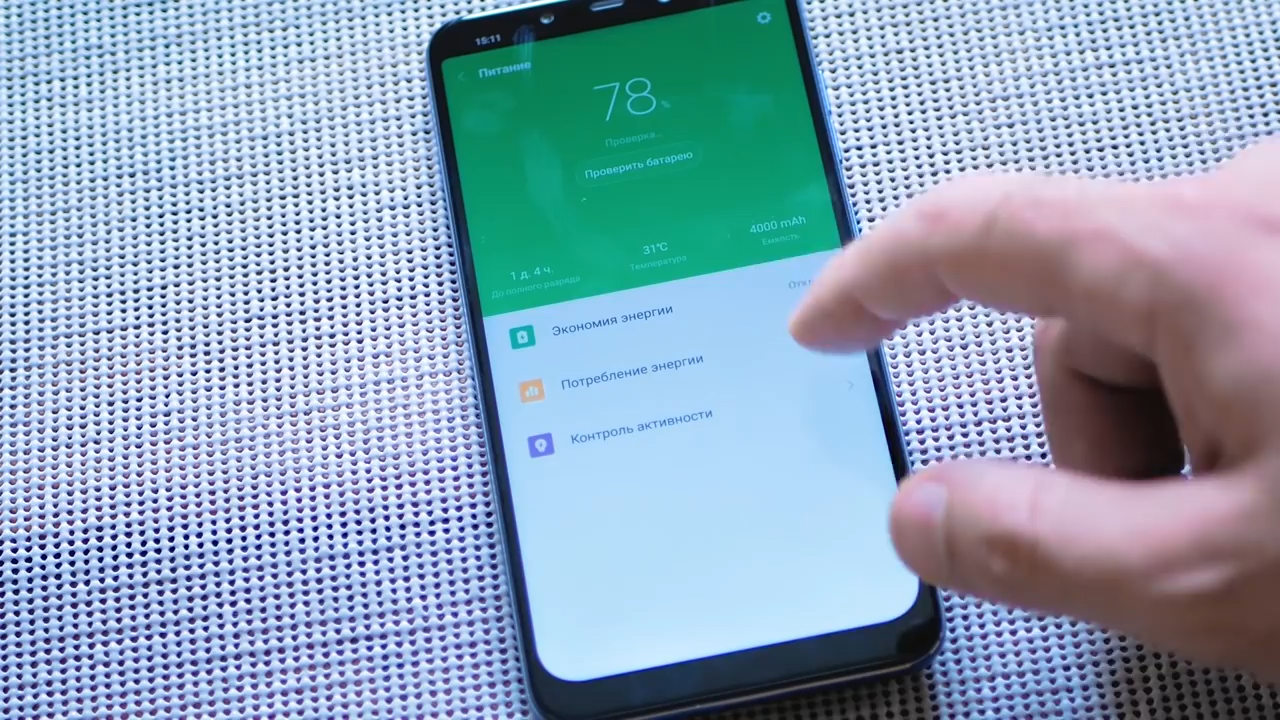 15:11
Питание
78 %
Проверка...
Проверить батарею
1 д. 4 ч.
До полного разряда
31°C
Температура
4000 mAh
Ёмкость
Экономия энергии
Потребление энергии
Контроль активности